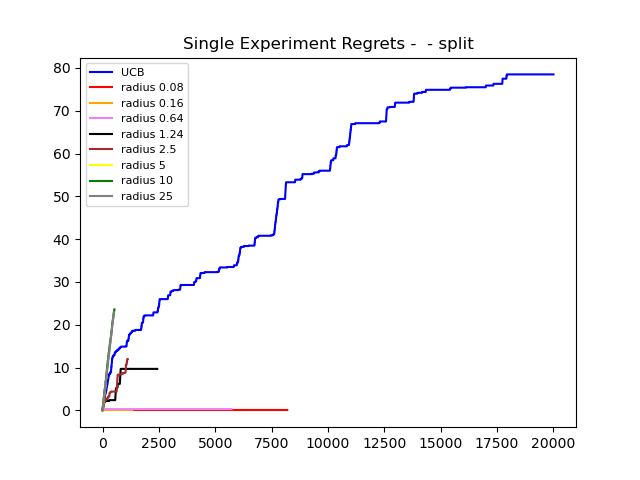 Single Experiment Regrets -  - split
80
70
60
50
40
30
20
10
0
UCB
radius 0.08
radius 0.16
radius 0.64
radius 1.24
radius 2.5
radius 5
radius 10
radius 25
0 2500 5000 7500 10000 12500 15000 17500 20000